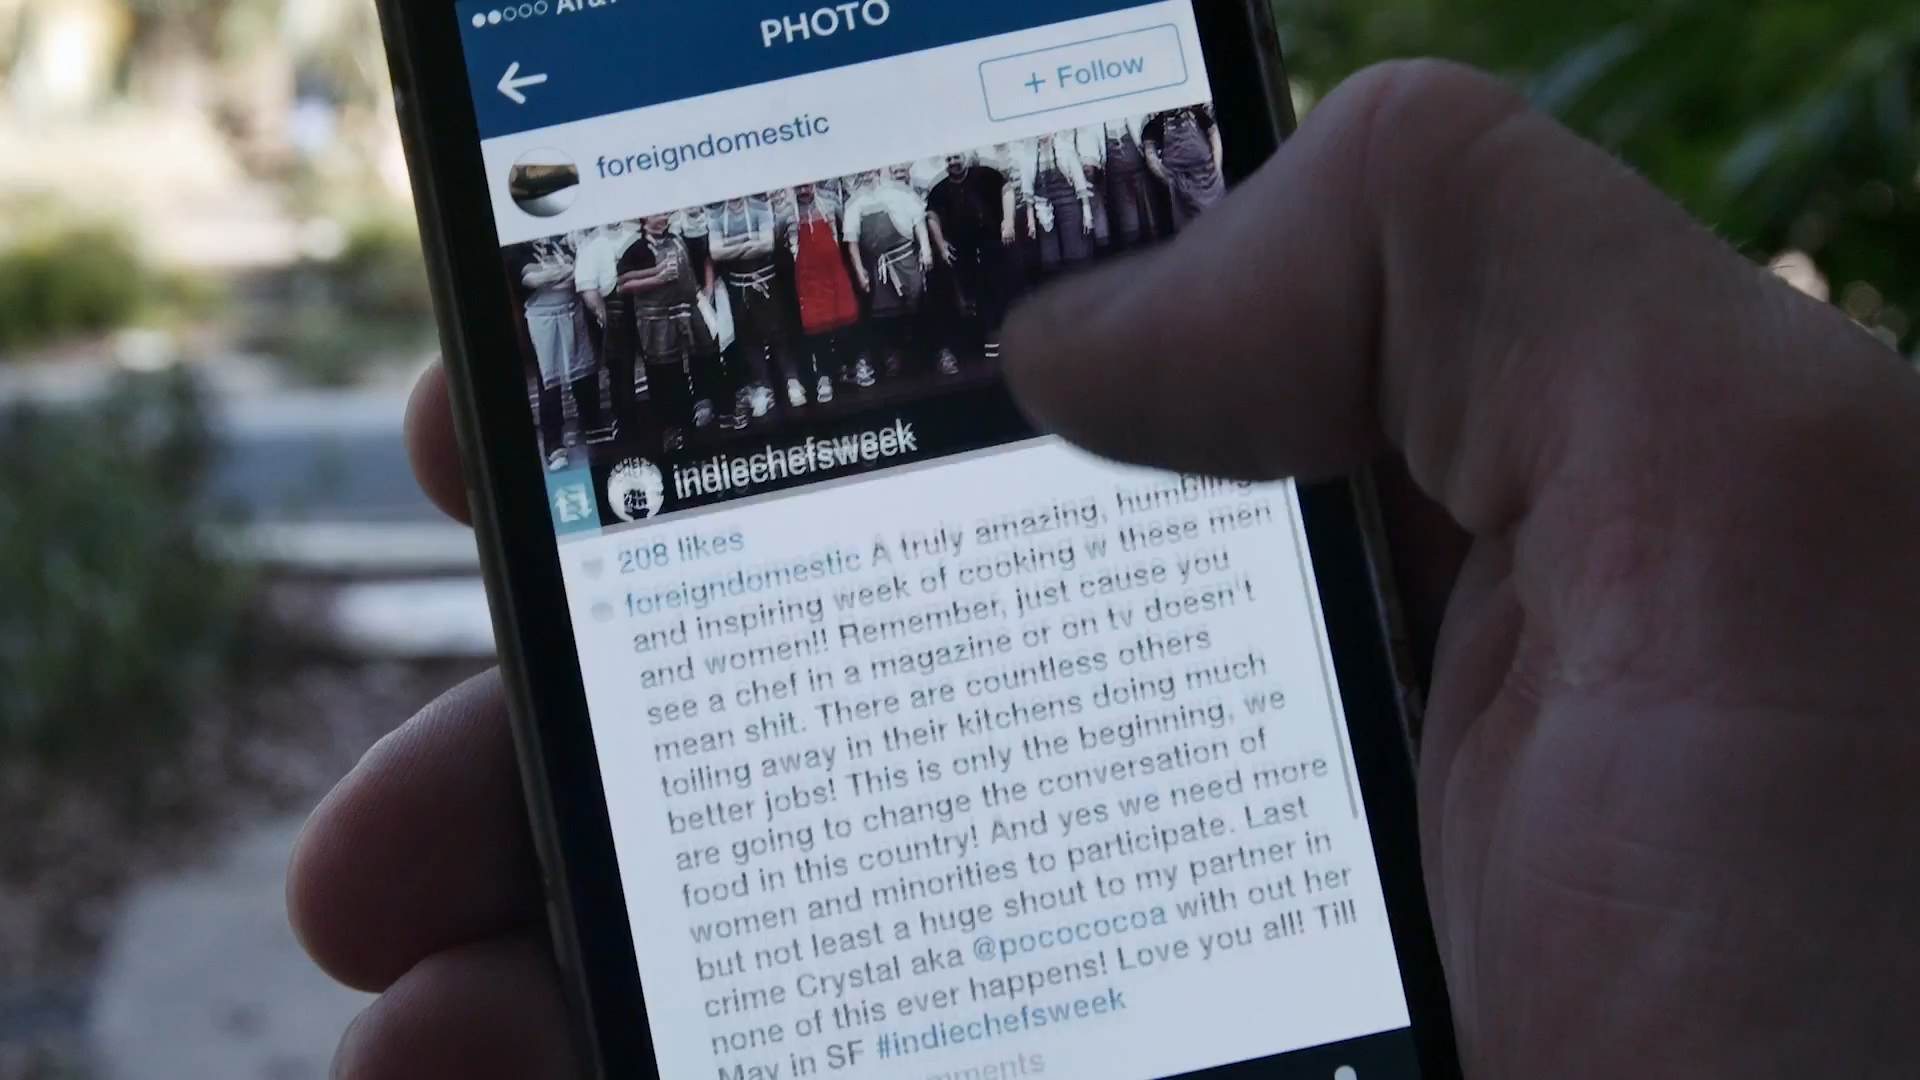 AT&T
PHOTO
+ Follow
foreigndomestic
indiechefsweek
208 likes
foreigndomestic A truly amazing, humbling
and inspiring week of cooking w these men
and women!! Remember, just cause you
see a chef in a magazine or on tv doesn't
mean shit. There are countless others
toiling away in their kitchens doing much
better jobs! This is only the beginning, we
are going to change the conversation of
food in this country! And yes we need more
women and minorities to participate. Last
but not least a huge shout to my partner in
crime Crystal aka @pocococoa with out her
none of this ever happens! Love you all! Till
May in SF #indiechefsweek